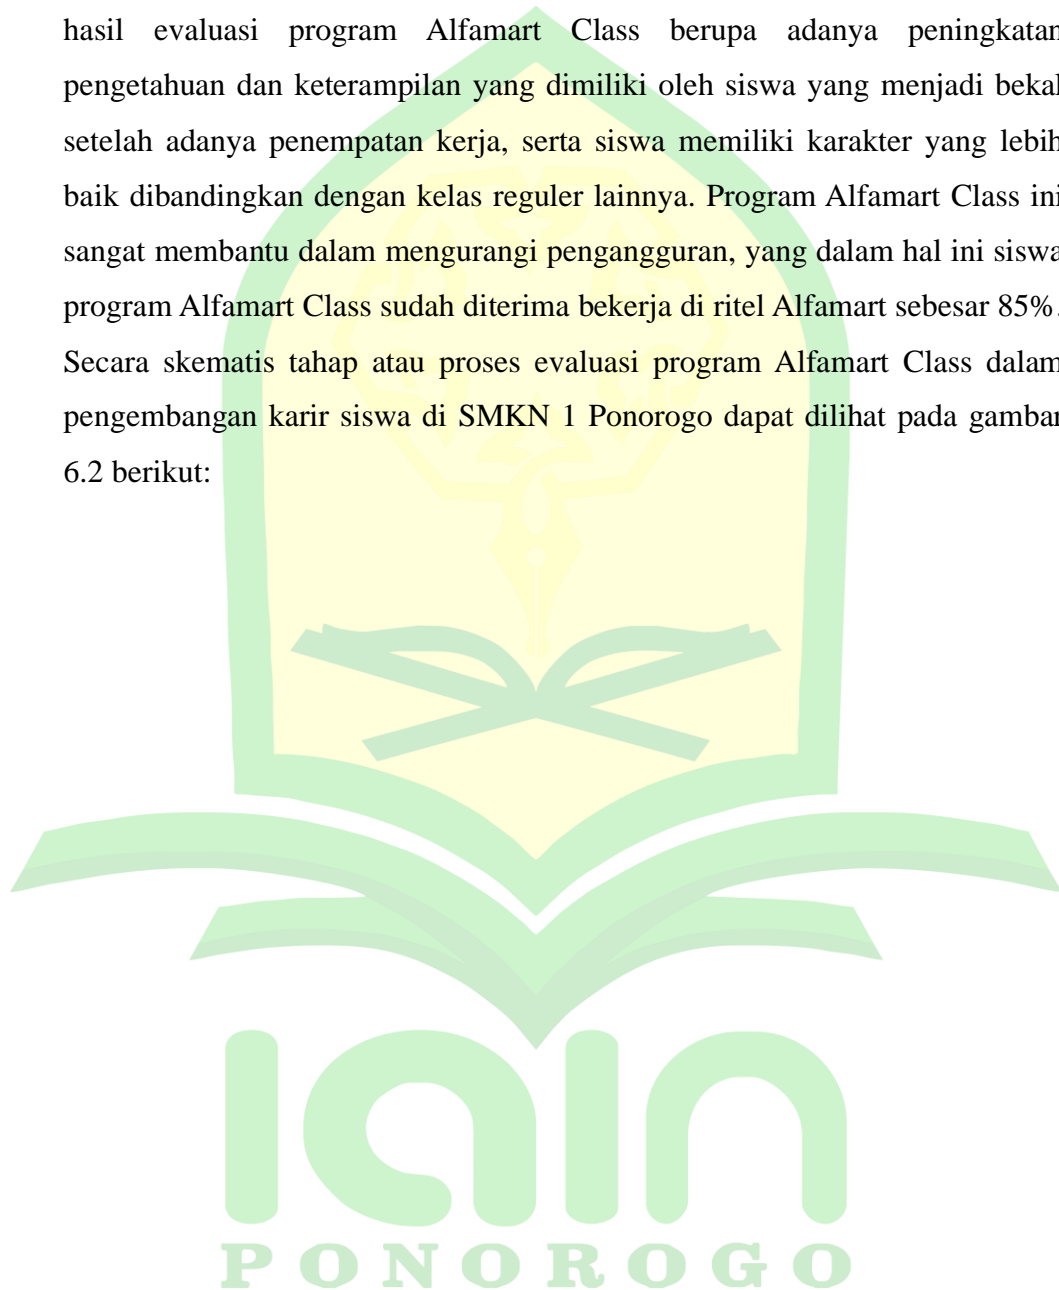 hasil evaluasi program Alfamart Class berupa adanya peningkatan
pengetahuan dan keterampilan yang dimiliki oleh siswa yang menjadi bekal
setelah adanya penempatan kerja, serta siswa memiliki karakter yang lebih
baik dibandingkan dengan kelas reguler lainnya. Program Alfamart Class ini
sangat membantu dalam mengurangi pengangguran, yang dalam hal ini siswa
program Alfamart Class sudah diterima bekerja di ritel Alfamart sebesar 85%.
Secara skematis tahap atau proses evaluasi program Alfamart Class dalam
pengembangan karir siswa di SMKN 1 Ponorogo dapat dilihat pada gambar
6.2 berikut:
IAIN
PONOROGO